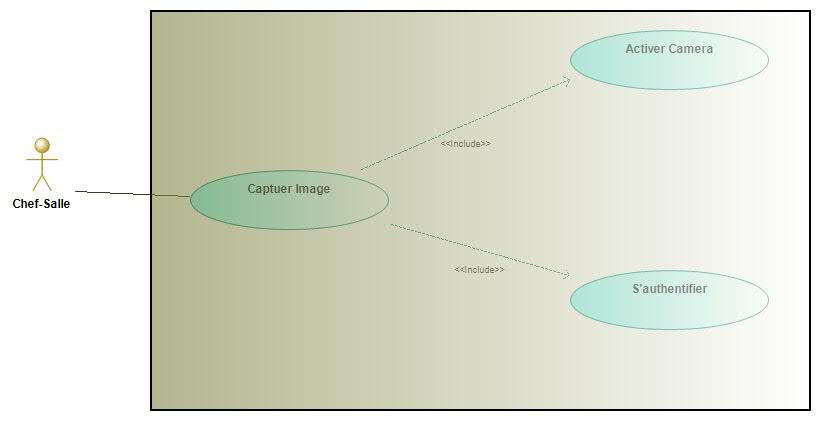 Activer Camera
<<Include>>
Captuer Image
Chef-Salle
<<Include>>
S'authentifier